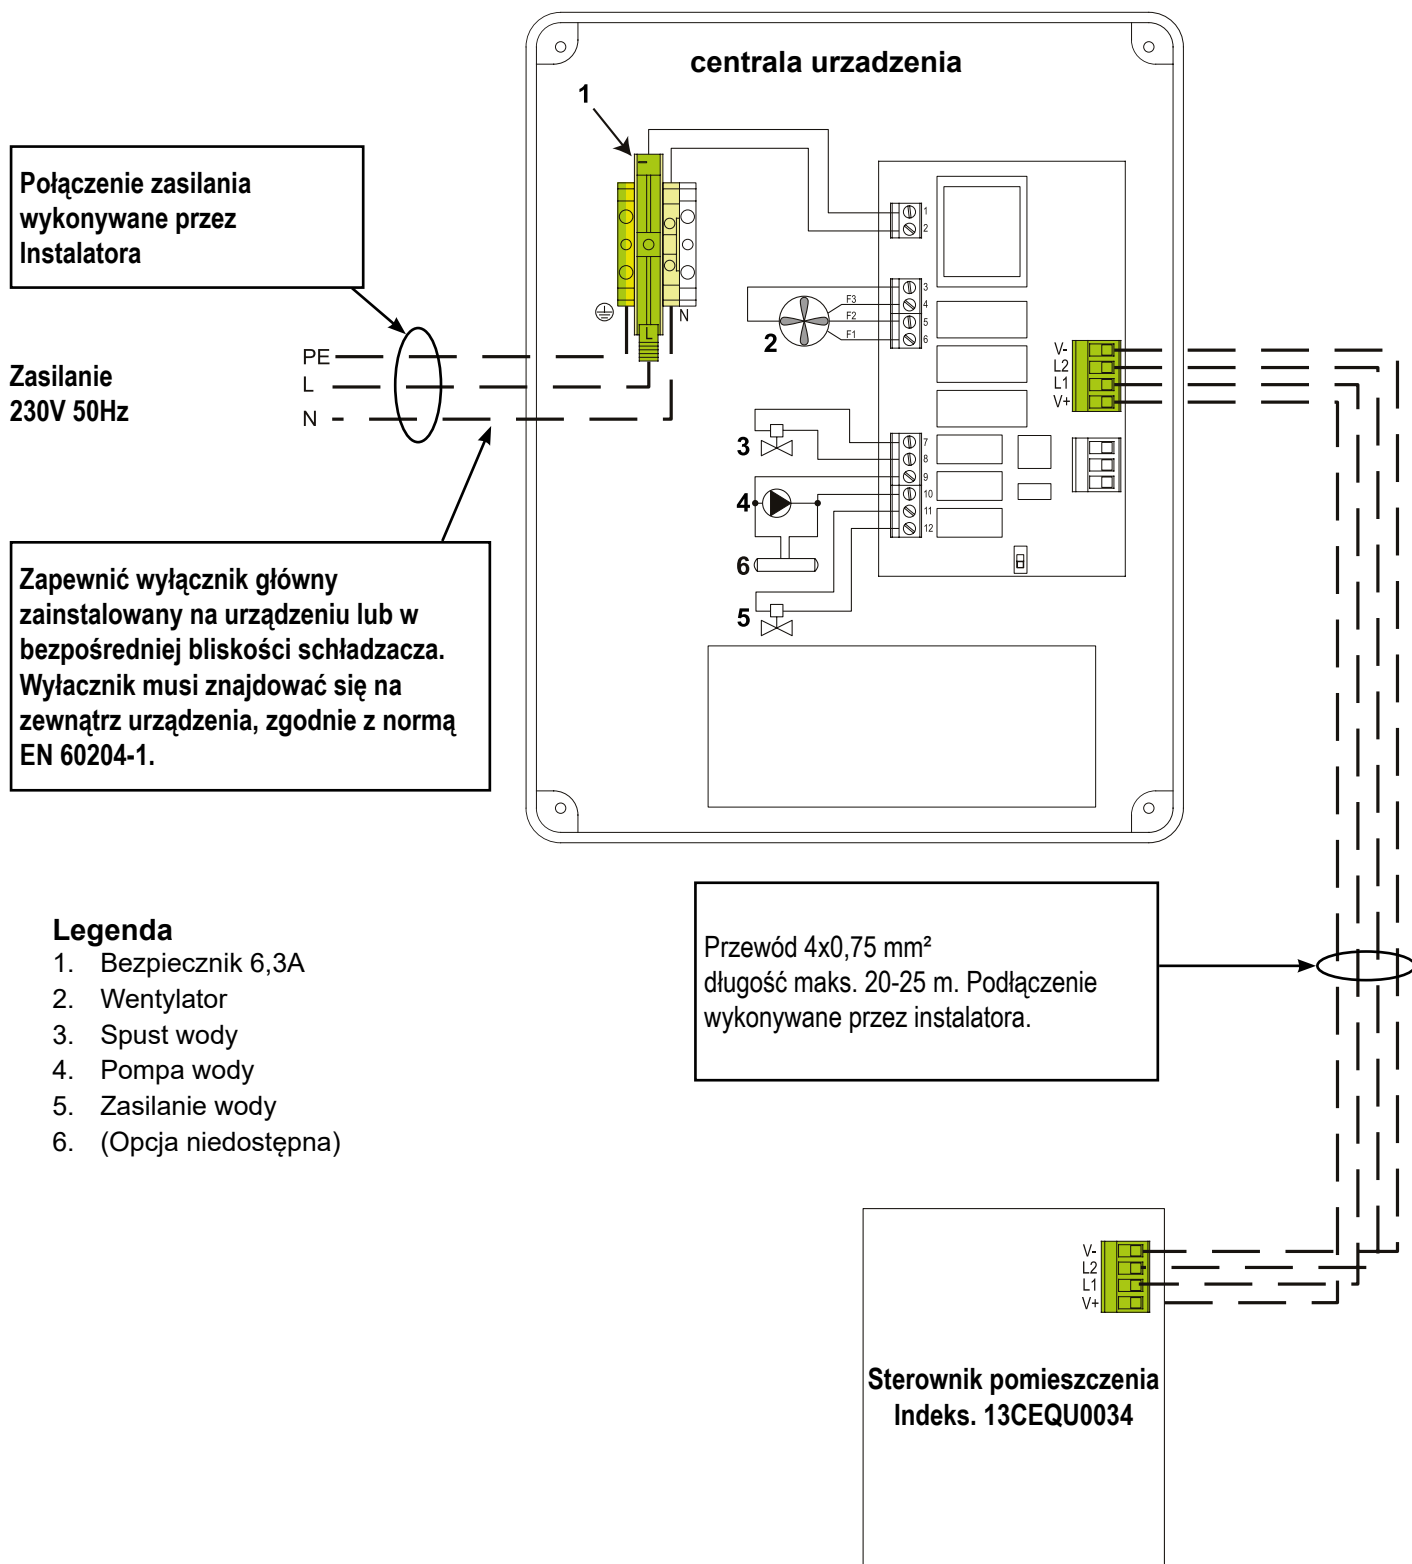 centrala urzadzenia
1
Połączenie zasilania
wykonywane przez
Instalatora
Zasilanie
230V 50Hz
PE
L
N
L
N
1
2
2
3
4
5
6
F3
F2
F1
V-
L2
L1
V+
3
4
6
5
7
8
9
10
11
12
Zapewnić wyłącznik główny
zainstalowany na urządzeniu lub w
bezpośredniej bliskości schładzacza.
Wyłacznik musi znajdować się na
zewnątrz urządzenia, zgodnie z normą
EN 60204-1.
Legenda
1. Bezpiecznik 6,3A
2. Wentylator
3. Spust wody
4. Pompa wody
5. Zasilanie wody
6. (Opcja niedostępna)
Przewód 4x0,75 mm²
długość maks. 20-25 m. Podłączenie
wykonywane przez instalatora.
V-
L2
L1
V+
Sterownik pomieszczenia
Indeks. 13CEQU0034